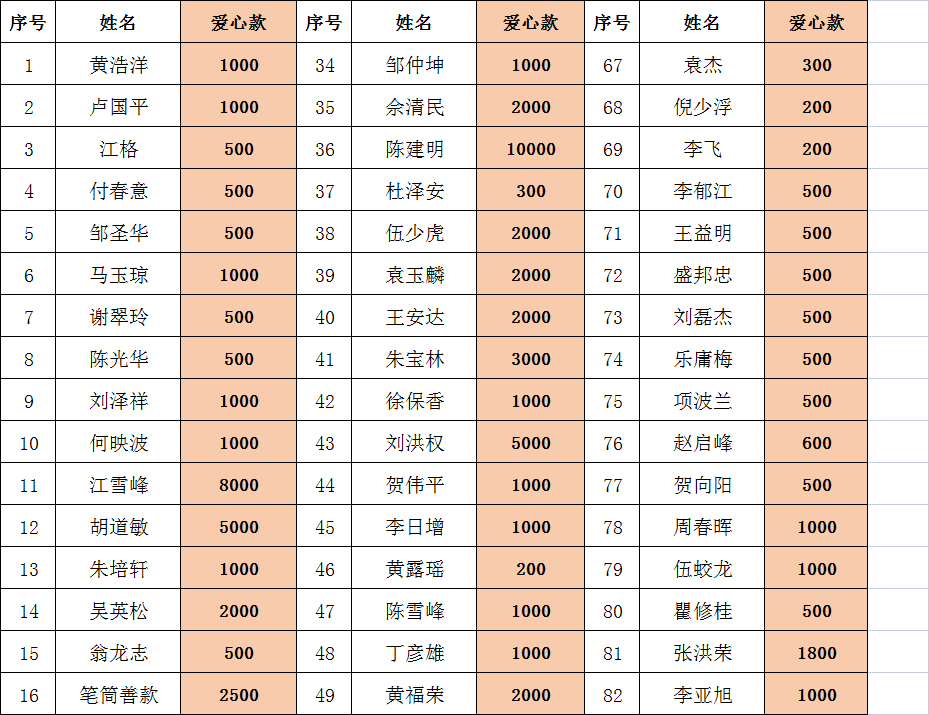 序号 姓名 爱心款 序号 姓名 爱心款 序号 姓名 爱心款
1 黄浩洋 1000 34 邹仲坤 1000 67 袁杰 300
2 卢国平 1000 35 余清民 2000 68 倪少浮 200
3 江格 500 36 陈建明 10000 69 李飞 200
4 付春意 500 37 杜泽安 300 70 李郁江 500
5 邹圣华 500 38 伍少虎 2000 71 王益明 500
6 马玉琼 1000 39 袁玉麟 2000 72 盛邦忠 500
7 谢翠玲 500 40 王安达 2000 73 刘磊杰 500
8 陈光华 500 41 朱宝林 3000 74 乐庸梅 500
9 刘泽祥 1000 42 徐保香 1000 75 项波兰 500
10 何映波 1000 43 刘洪权 5000 76 赵启峰 600
11 江雪峰 8000 44 贺伟平 1000 77 贺向阳 500
12 胡道敏 5000 45 李日增 1000 78 周春晖 1000
13 朱培轩 1000 46 黄露瑶 200 79 伍蛟龙 1000
14 吴英松 2000 47 陈雪峰 1000 80 瞿修桂 500
15 翁龙志 500 48 丁彦雄 1000 81 张洪荣 1800
16 笔筒善款 2500 49 黄福荣 2000 82 李亚旭 1000